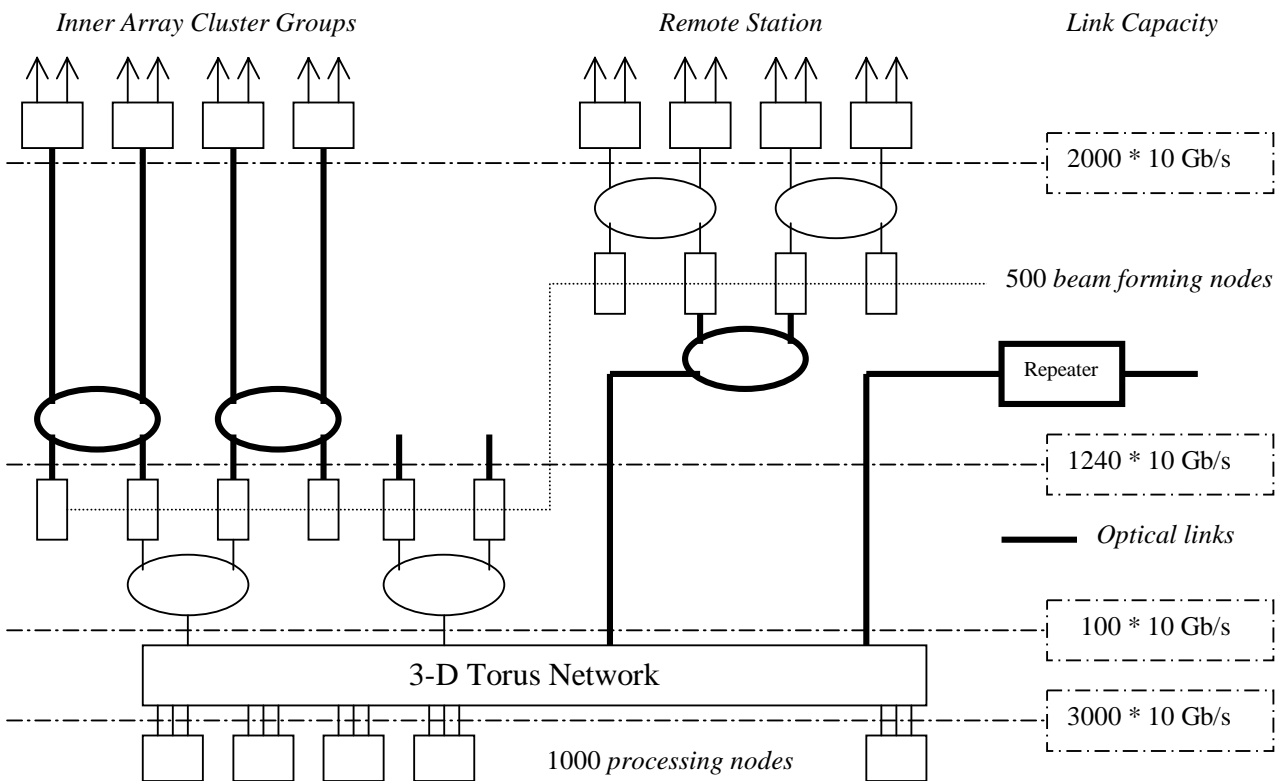 Inner Array Cluster Groups
Remote Station
Link Capacity
2000 * 10 Gb/s
500 beam forming nodes
Repeater
1240 * 10 Gb/s
Optical links
100 * 10 Gb/s
3-D Torus Network
3000 * 10 Gb/s
1000 processing nodes